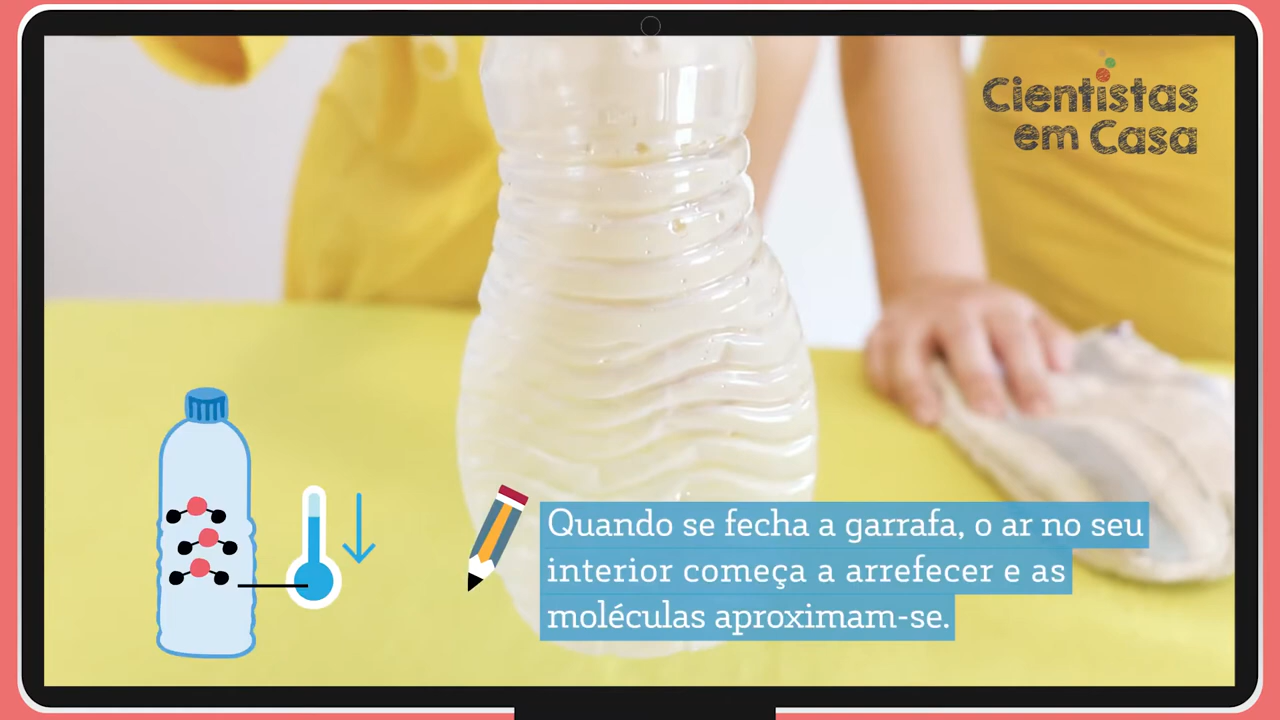 Cientistas
em Casa
Quando se fecha a garrafa, o ar no seu
interior começa a arrefecer e as
moléculas aproximam-se.